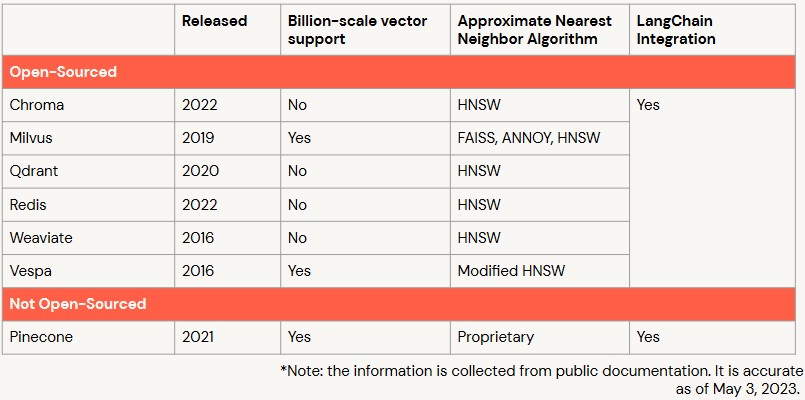 Released Billion-scale vector support Approximate Nearest Neighbor Algorithm LangChain Integration
Open-Sourced
Chroma 2022 No HNSW Yes
Milvus 2019 Yes FAISS, ANNOY, HNSW
Qdrant 2020 No HNSW
Redis 2022 No HNSW
Weaviate 2016 No HNSW
Vespa 2016 Yes Modified HNSW
Not Open-Sourced
Pinecone 2021 Yes Proprietary Yes
*Note: the information is collected from public documentation. It is accurate
as of May 3, 2023.